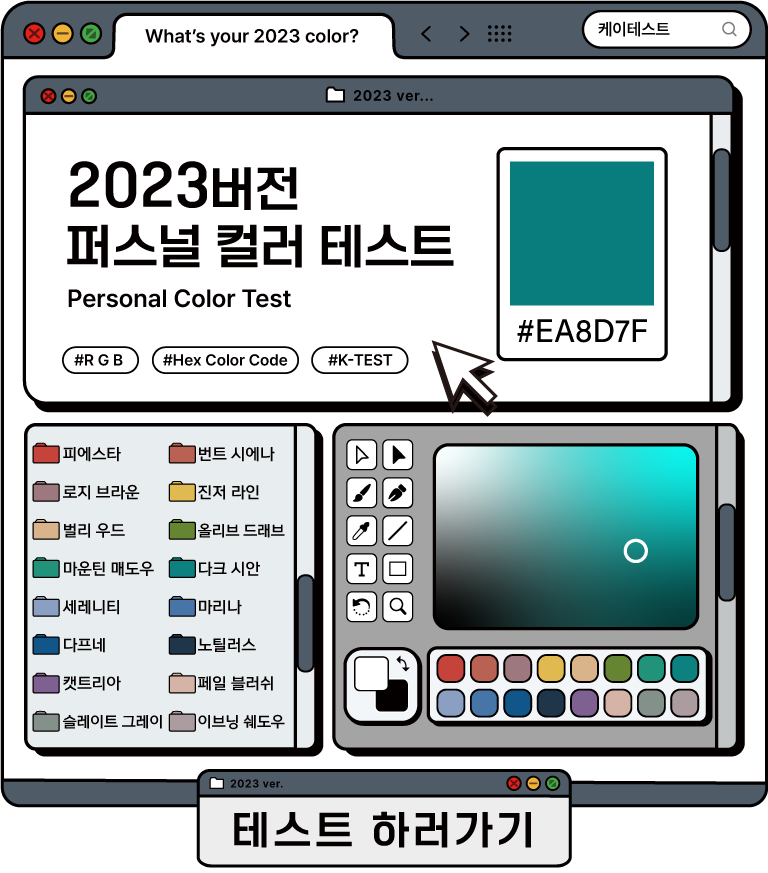 What's your 2023 color?
케이테스트
2023 ver...
2023버전
퍼스널 컬러 테스트
Personal Color Test
#R G B
#Hex Color Code
#K-TEST
#EA8D7F
피에스타
번트 시에나
로지 브라운
진저 라인
벌리 우드
올리브 드래브
마운틴 매도우
다크 시안
세레니티
마리나
다프네
노틸러스
캣트리아
페일 블러쉬
슬레이트 그레이
이브닝 쉐도우
T
2023 ver.
테스트 하러가기